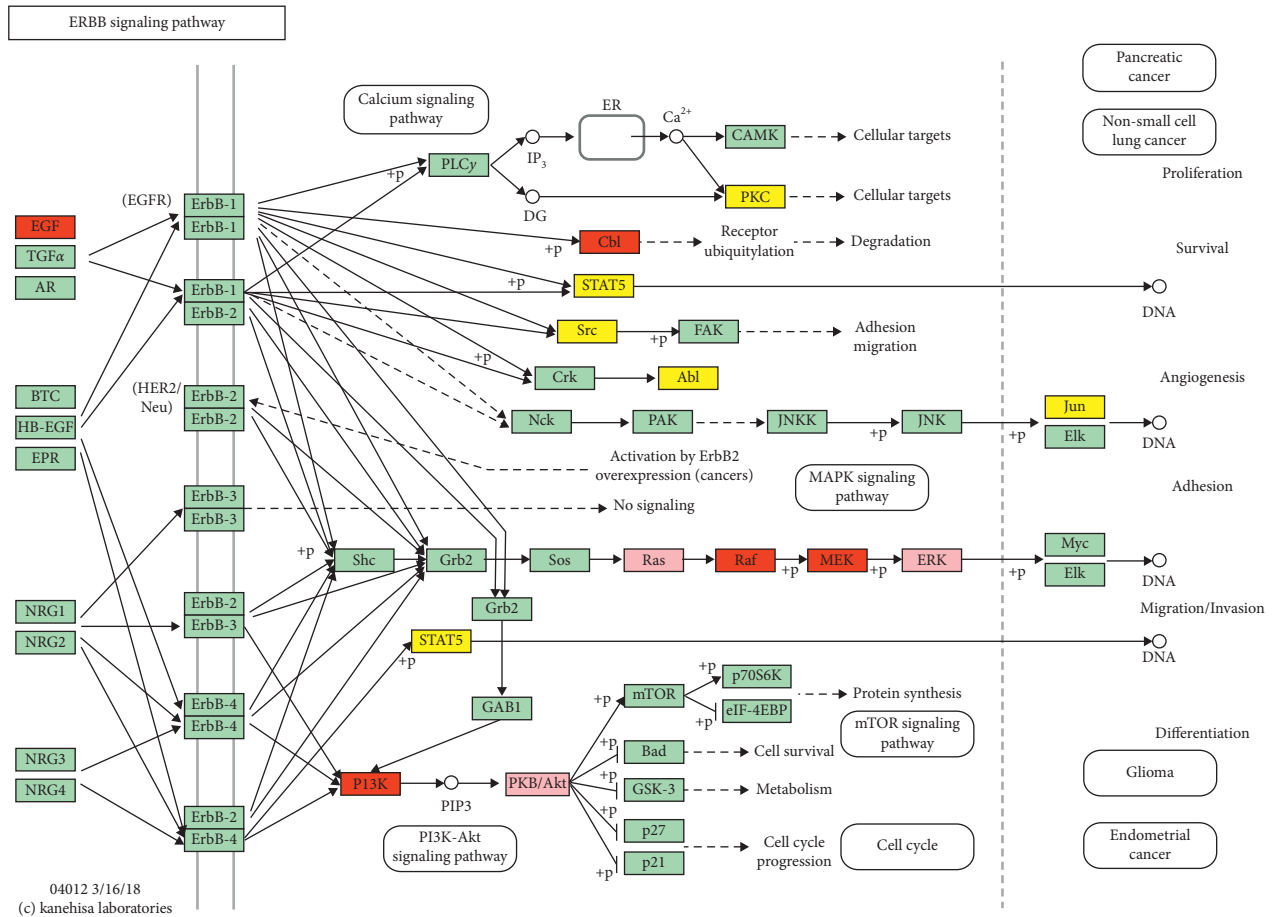 ERBB signaling pathway
Pancreatic
cancer
Calcium signaling
pathway
ER
Ca2+
CAMK
Cellular targets
Non-small cell
lung cancer
PLCγ
+p
IP3
Proliferation
(EGFR)
ErbB-1
ErbB-1
DG
PKC
Cellular targets
EGF
TGFα
AR
+p
Cbl
Receptor
ubiquitylation
Degradation
Survival
ErbB-1
ErbB-2
+p
STAT5
DNA
Src
+p
FAK
Adhesion
migration
+p
Crk
Abl
Angiogenesis
BTC
HB-EGF
EPR
(HER2/
Neu)
ErbB-2
ErbB-2
Nck
PAK
JNKK
+p
JNK
+p
Jun
Elk
DNA
Activation by ErbB2
overexpression (cancers)
MAPK signaling
pathway
Adhesion
ErbB-3
ErbB-3
No signaling
+p
Shc
Grb2
Sos
Ras
Raf
+p
MEK
+p
ERK
+p
Myc
Elk
DNA
NRG1
NRG2
ErbB-2
ErbB-3
Grb2
Migration/Invasion
STAT5
+p
DNA
ErbB-4
ErbB-4
GAB1
+p
mTOR
+p
p70S6K
+p
eIF-4EBP
Protein synthesis
mTOR signaling
pathway
Differentiation
NRG3
NRG4
+p
Bad
Cell survival
P13K
PIP3
PKB/Akt
+p
GSK-3
Metabolism
Glioma
ErbB-2
ErbB-4
PI3K-Akt
signaling pathway
+p
p27
p21
+p
Cell cycle
progression
Cell cycle
Endometrial
cancer
04012 3/16/18
(c) kanehisa laboratories